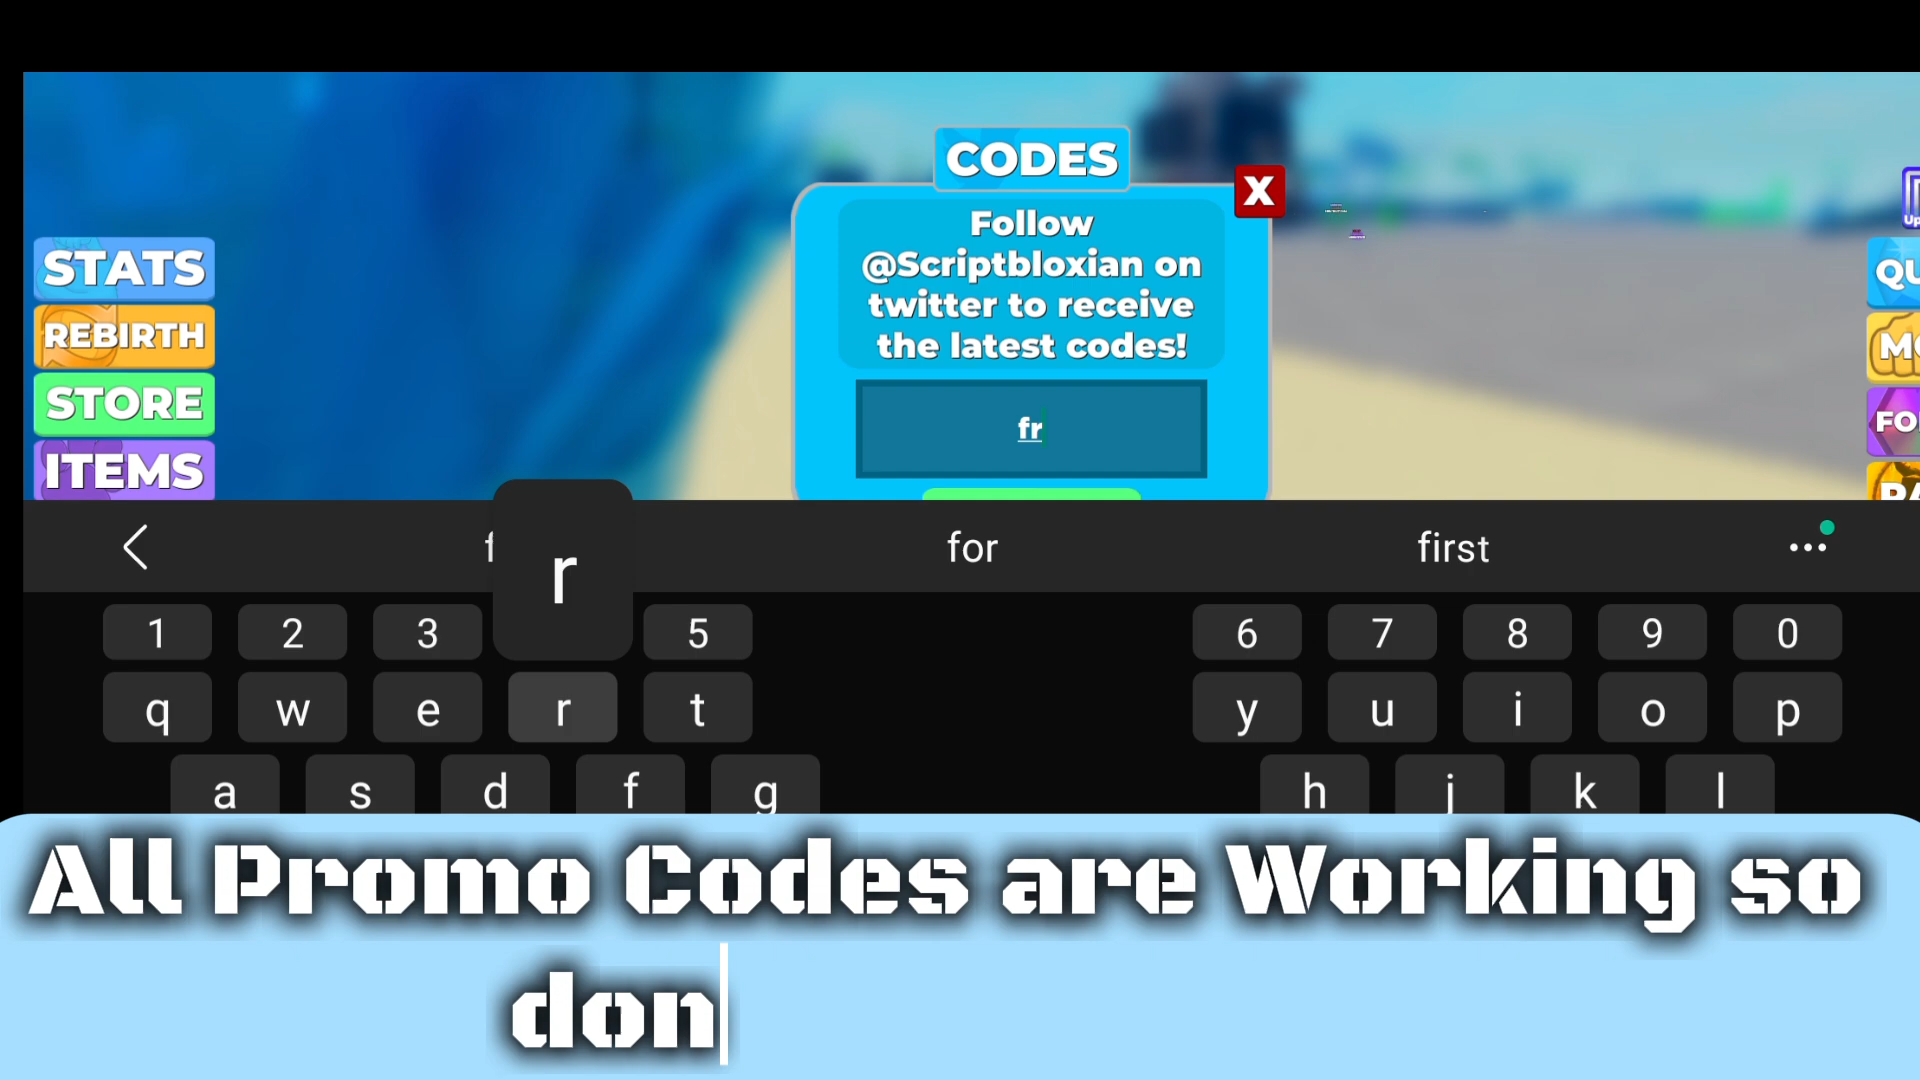 CODES
X
Follow
@Scriptbloxian on
twitter to receive
the latest codes!
fr
STATS
REBIRTH
STORE
ITEMS
r
for
first
1 2 3 5 6 7 8 9 0
q w e r t y u i o p
a s d f g h j k l
All Promo Codes are Working so
don